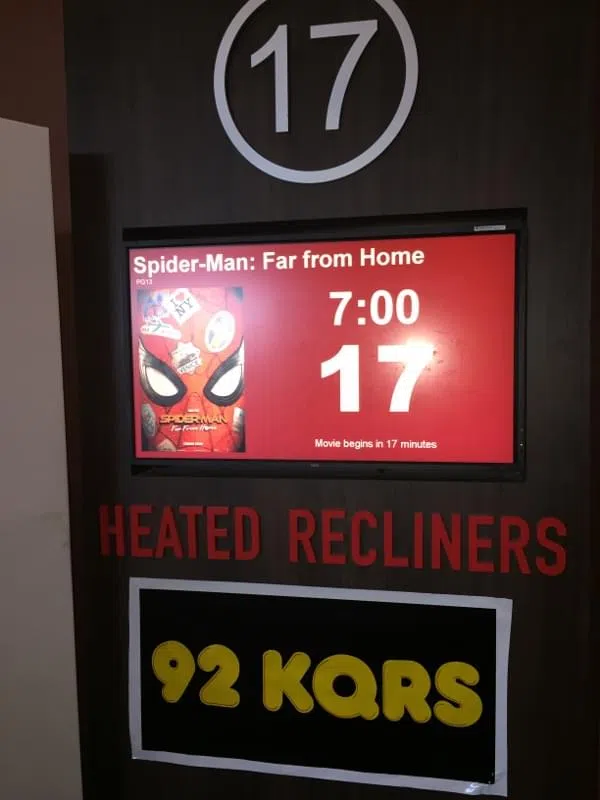 17
Spider-Man: Far from Home
PG13
7:00
17
I ♥
NY
SPIDER-MAN
Far From Home
Movie begins in 17 minutes
HEATED RECLINERS
92 KQRS